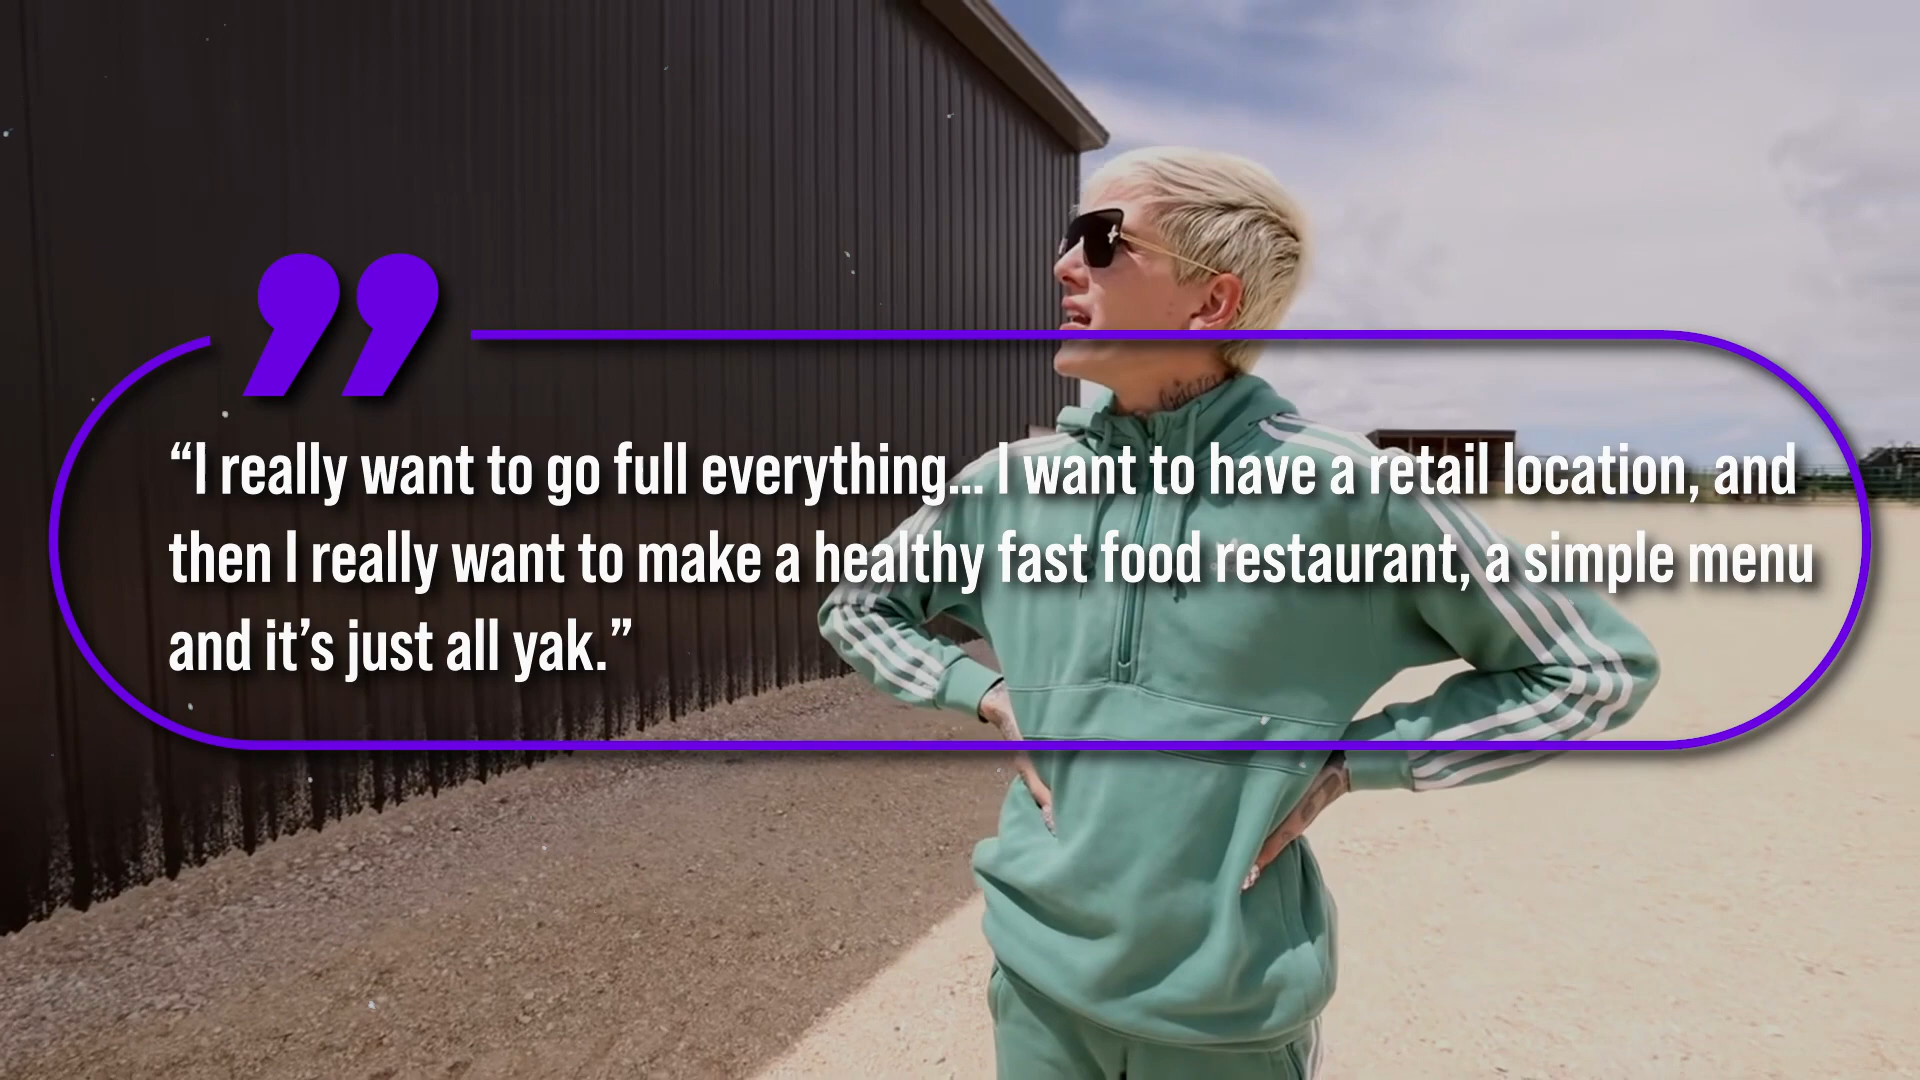 “I really want to go full everything... I want to have a retail location, and
then I really want to make a healthy fast food restaurant, a simple menu
and it’s just all yak.”